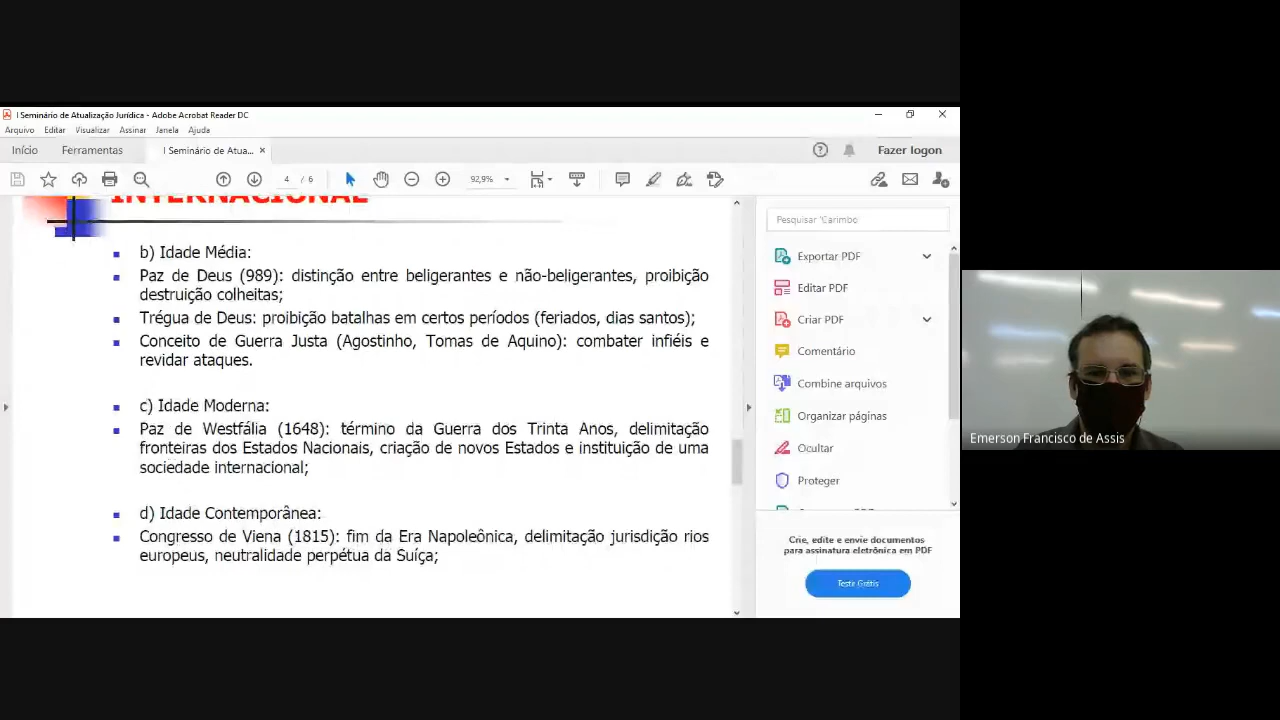 I Seminário de Atualização Jurídica - Adobe Acrobat Reader DC
Arquivo Editar Visualizar Assinar Janela Ajuda
Início Ferramentas I Seminário de Atua... × Fazer logon
4 / 6 92,9%
INTERNACIONAL
b) Idade Média:
Paz de Deus (989): distinção entre beligerantes e não-beligerantes, proibição
destruição colheitas;
Trégua de Deus: proibição batalhas em certos períodos (feriados, dias santos);
Conceito de Guerra Justa (Agostinho, Tomas de Aquino): combater infiéis e
revidar ataques.
c) Idade Moderna:
Paz de Westfália (1648): término da Guerra dos Trinta Anos, delimitação
fronteiras dos Estados Nacionais, criação de novos Estados e instituição de uma
sociedade internacional;
d) Idade Contemporânea:
Congresso de Viena (1815): fim da Era Napoleônica, delimitação jurisdição rios
europeus, neutralidade perpétua da Suíça;
Pesquisar 'Carimbo'
Exportar PDF
Editar PDF
Criar PDF
Comentário
Combine arquivos
Organizar páginas
Ocultar
Proteger
Crie, edite e envie documentos
para assinatura eletrônica em PDF
Teste Grátis
Emerson Francisco de Assis